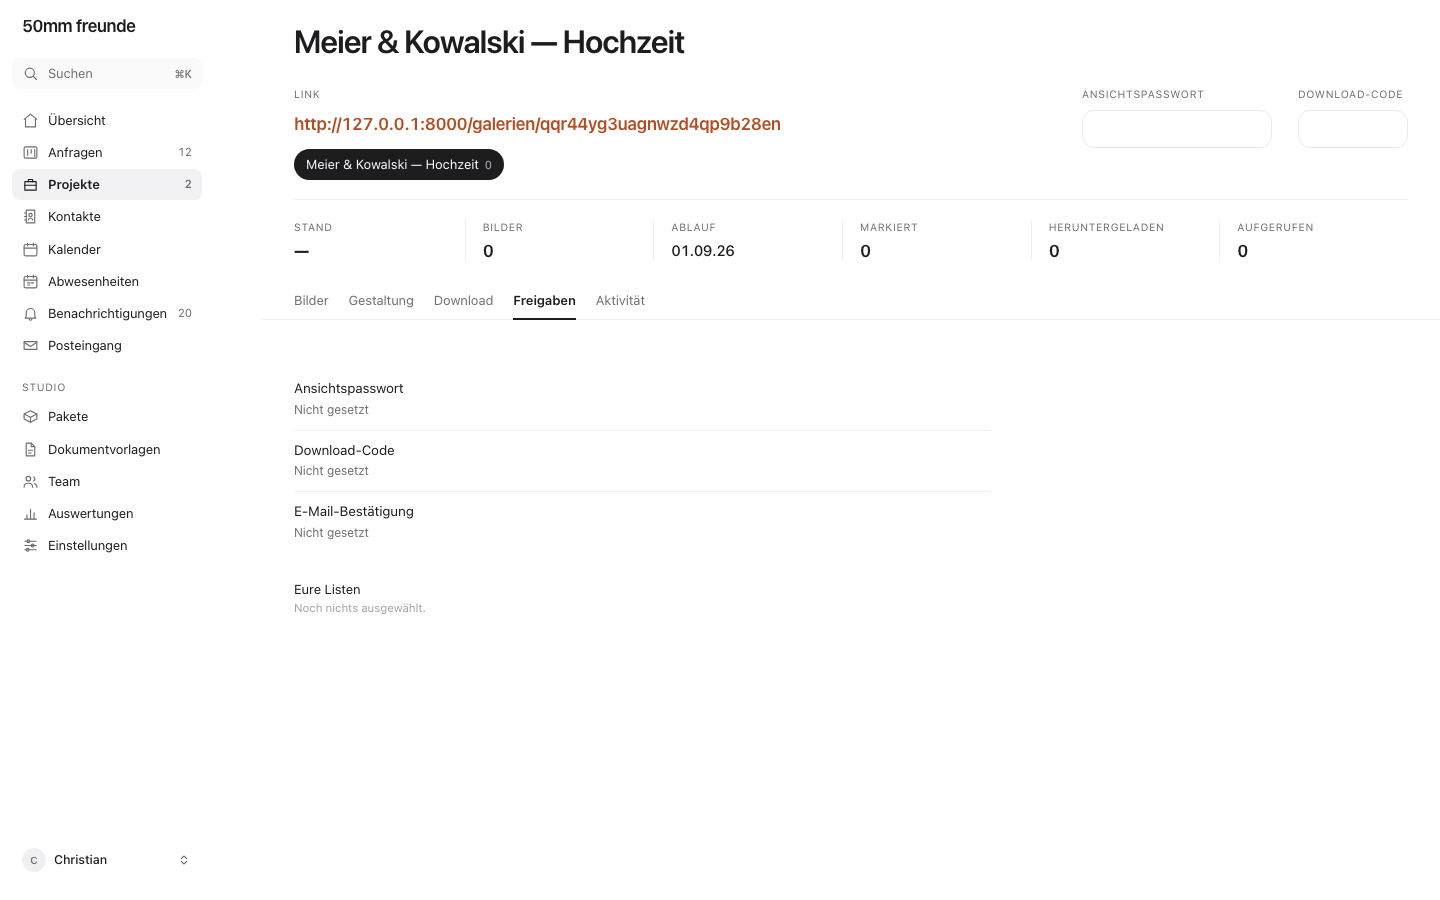 50mm freunde
Suchen ⌘K
Übersicht
Anfragen 12
Projekte 2
Kontakte
Kalender
Abwesenheiten
Benachrichtigungen 20
Posteingang
STUDIO
Pakete
Dokumentvorlagen
Team
Auswertungen
Einstellungen
C Christian
Meier & Kowalski — Hochzeit
LINK
http://127.0.0.1:8000/galerien/qqr44yg3uagnwzd4qp9b28en
Meier & Kowalski — Hochzeit 0
ANSICHTSPASSWORT
DOWNLOAD-CODE
STAND
—
BILDER
0
ABLAUF
01.09.26
MARKIERT
0
HERUNTERGELADEN
0
AUFGERUFEN
0
Bilder Gestaltung Download Freigaben Aktivität
Ansichtspasswort
Nicht gesetzt
Download-Code
Nicht gesetzt
E-Mail-Bestätigung
Nicht gesetzt
Eure Listen
Noch nichts ausgewählt.